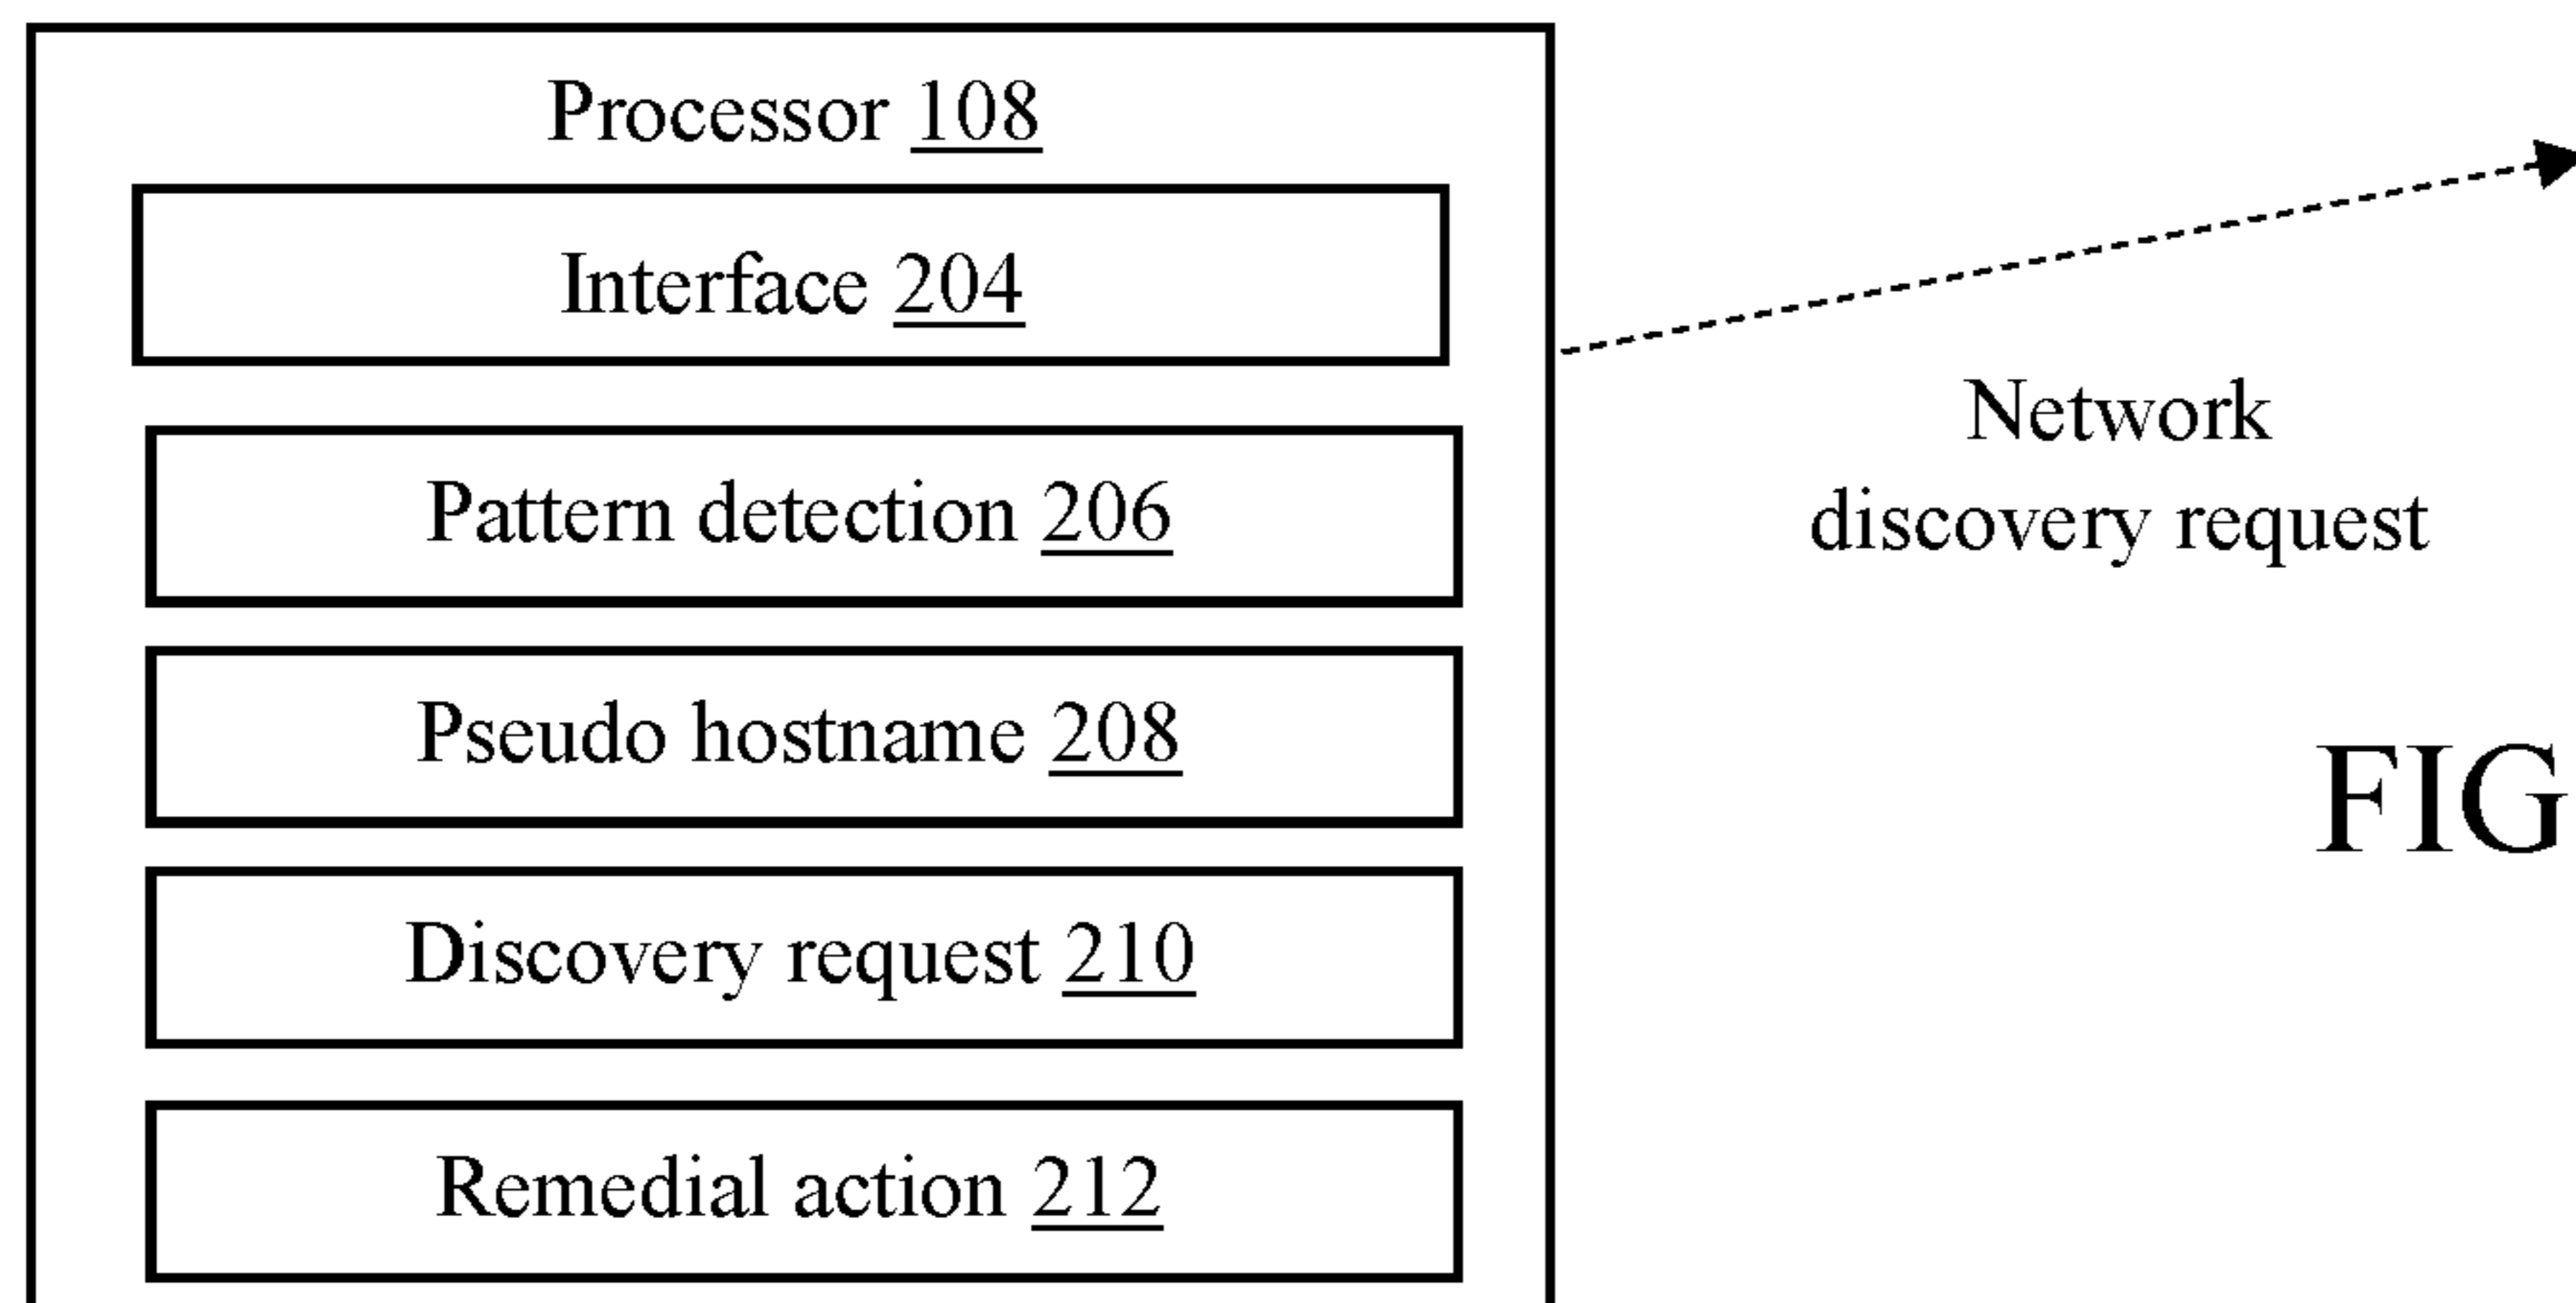 Processor 108
Interface 204
Pattern detection 206
Pseudo hostname 208
Discovery request 210
Remedial action 212
Network
discovery request
FIG